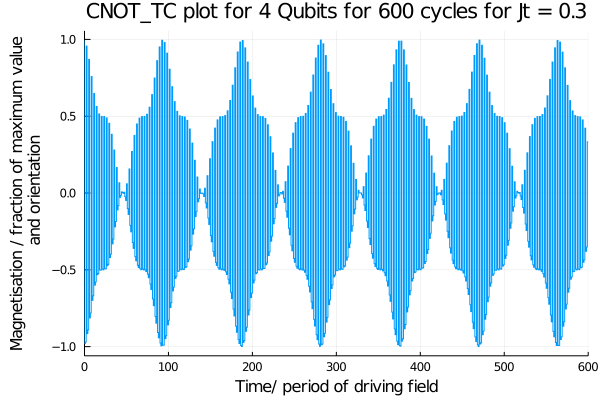 CNOT_TC plot for 4 Qubits for 600 cycles for Jt = 0.3
Magnetisation / fraction of maximum value
and orientation
1.0
0.5
0.0
−0.5
−1.0
0 100 200 300 400 500 600
Time/ period of driving field